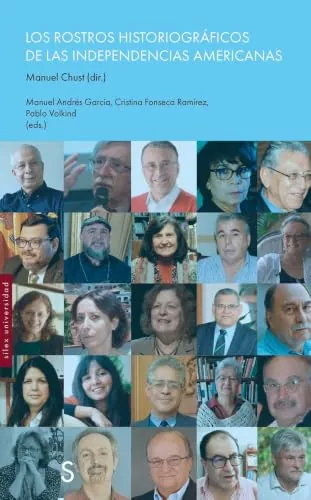 LOS ROSTROS HISTORIOGRÁFICOS
DE LAS INDEPENDENCIAS AMERICANAS
Manuel Chust (dir.)
Manuel Andrés García, Cristina Fonseca Ramírez,
Pablo Volkind
(eds.)
sílex universidad
S